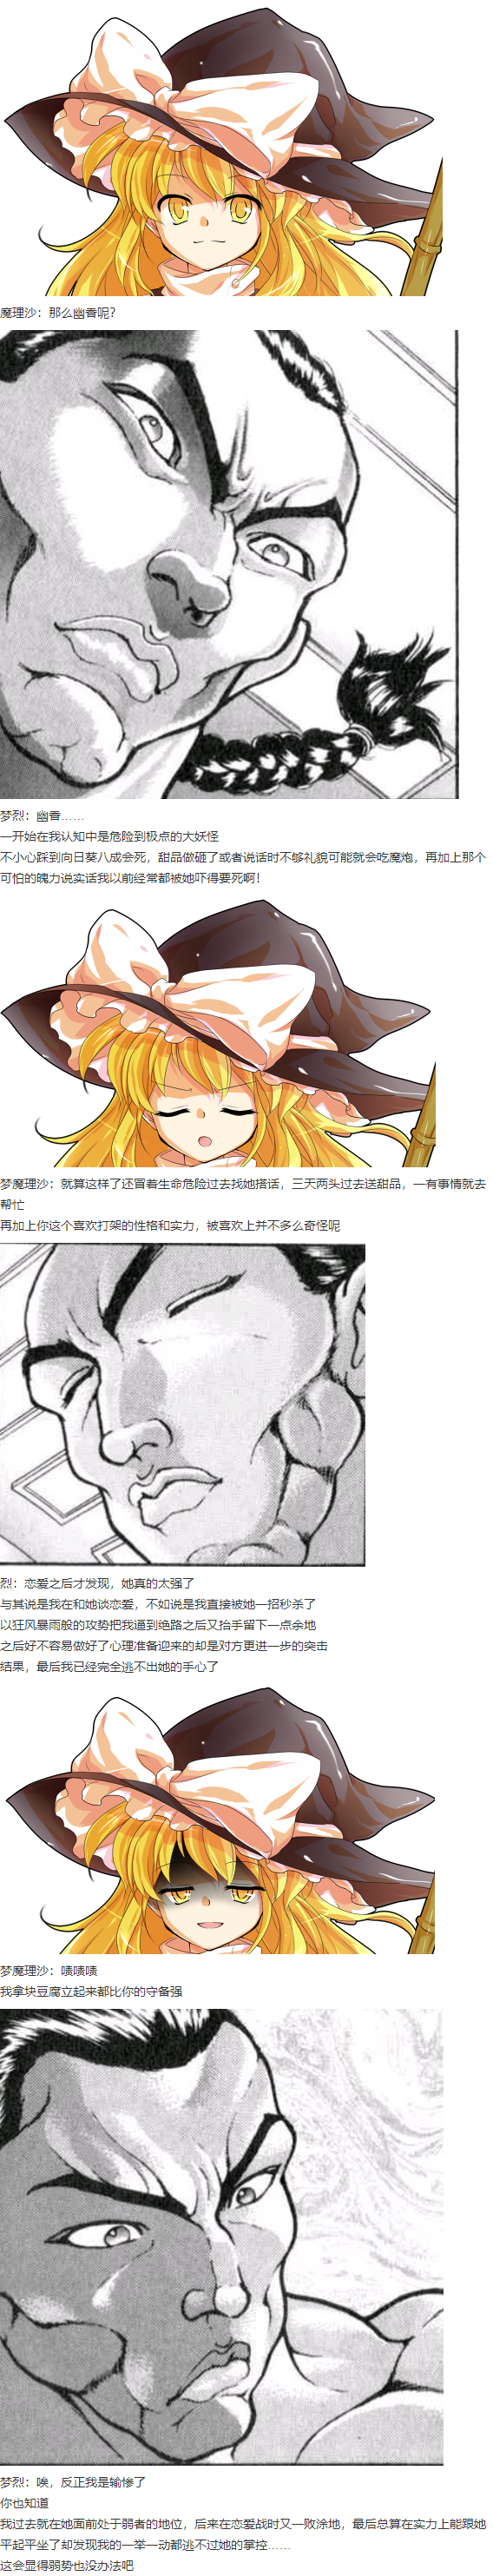 魔理沙：那么幽香呢？
梦烈：幽香……
一开始在我认知中是危险到极点的大妖怪
不小心踩到向日葵八成会死，甜品做砸了或者说话时不够礼貌可能就会吃魔炮，再加上那个
可怕的魄力说实话我以前经常都被她吓得要死啊！
梦魔理沙：就算这样了还冒着生命危险过去找她搭话，三天两头过去送甜品，一有事情就去
帮忙
再加上你这个喜欢打架的性格和实力，被喜欢上并不多么奇怪呢
烈：恋爱之后才发现，她真的太强了
与其说是我在和她谈恋爱，不如说是我直接被她一招秒杀了
以狂风暴雨般的攻势把我逼到绝路之后又抬手留下一点余地
之后好不容易做好了心理准备迎来的却是对方更进一步的突击
结果，最后我已经完全逃不出她的手心了
梦魔理沙：啧啧啧
我拿块豆腐立起来都比你的守备强
梦烈：唉，反正我是输惨了
你也知道
我过去就在她面前处于弱者的地位，后来在恋爱战时又一败涂地，最后总算在实力上能跟她
平起平坐了却发现我的一举一动都逃不过她的掌控……
这会显得弱势也没办法吧